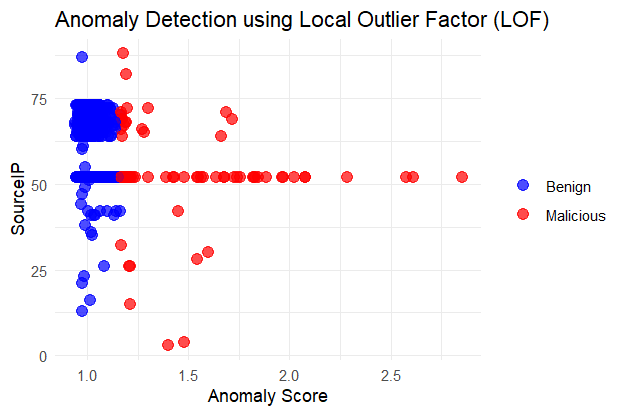 Anomaly Detection using Local Outlier Factor (LOF)
75
50
25
0
SourceIP
1.0 1.5 2.0 2.5
Anomaly Score
Benign
Malicious